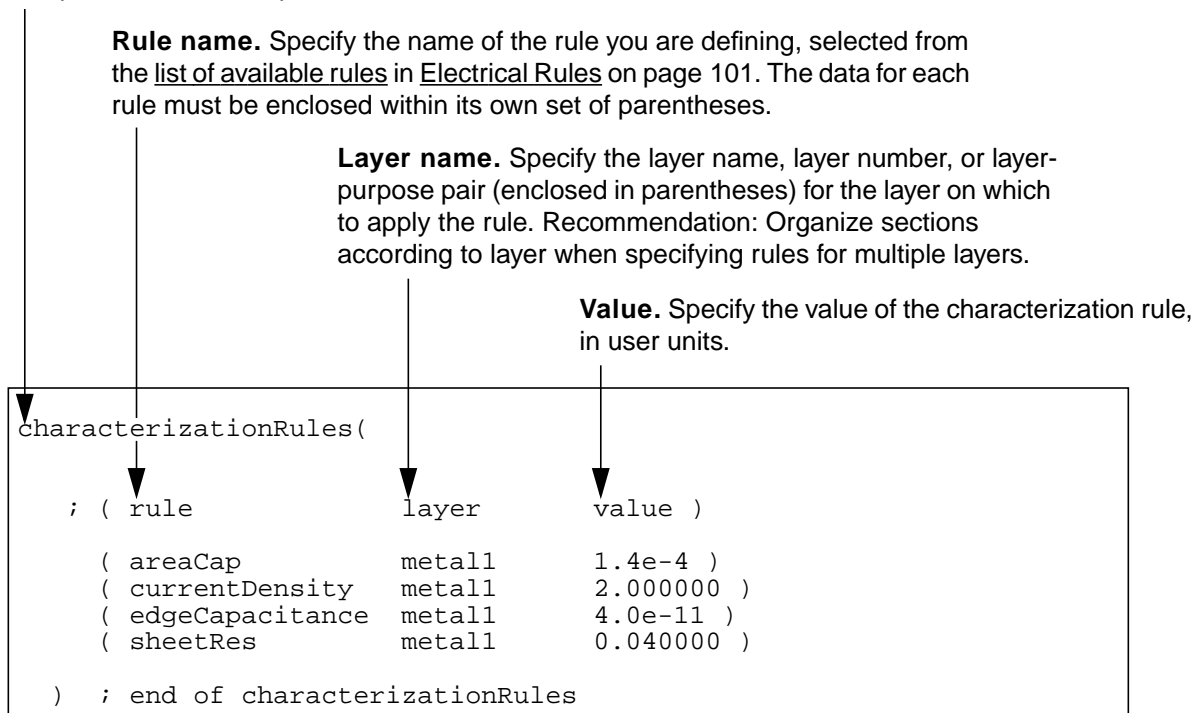 Rule name. Specify the name of the rule you are defining, selected from
the list of available rules in Electrical Rules on page 101. The data for each
rule must be enclosed within its own set of parentheses.
Layer name. Specify the layer name, layer number, or layer-
purpose pair (enclosed in parentheses) for the layer on which
to apply the rule. Recommendation: Organize sections
according to layer when specifying rules for multiple layers.
Value. Specify the value of the characterization rule,
in user units.
characterizationRules(
; ( rule layer value )
( areaCap metal1 1.4e-4 )
( currentDensity metal1 2.000000 )
( edgeCapacitance metal1 4.0e-11 )
( sheetRes metal1 0.040000 )
) ; end of characterizationRules